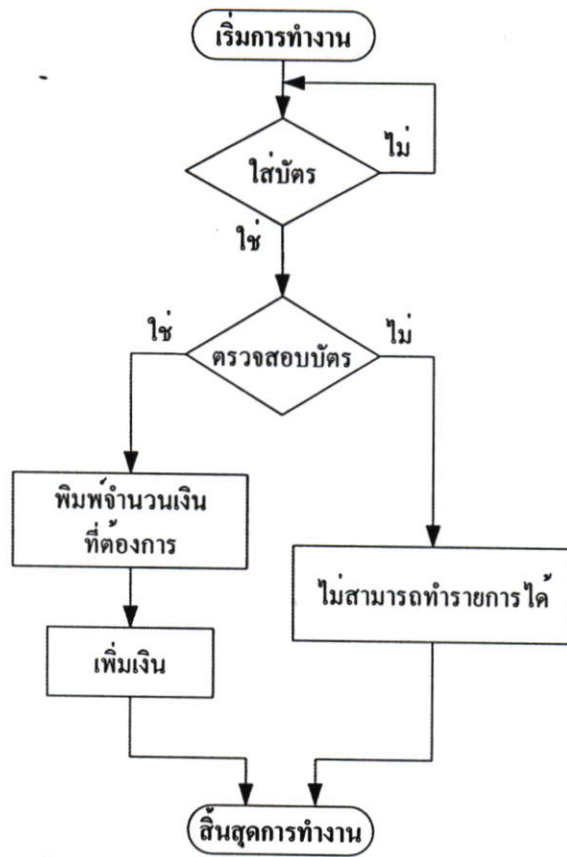 เริ่มการทำงาน
ไม่
ใส่บัตร
ใช่
ใช่
ไม่
ตรวจสอบบัตร
พิมพ์จำนวนเงิน
ที่ต้องการ
ไม่สามารถทำรายการได้
เพิ่มเงิน
สิ้นสุดการทำงาน